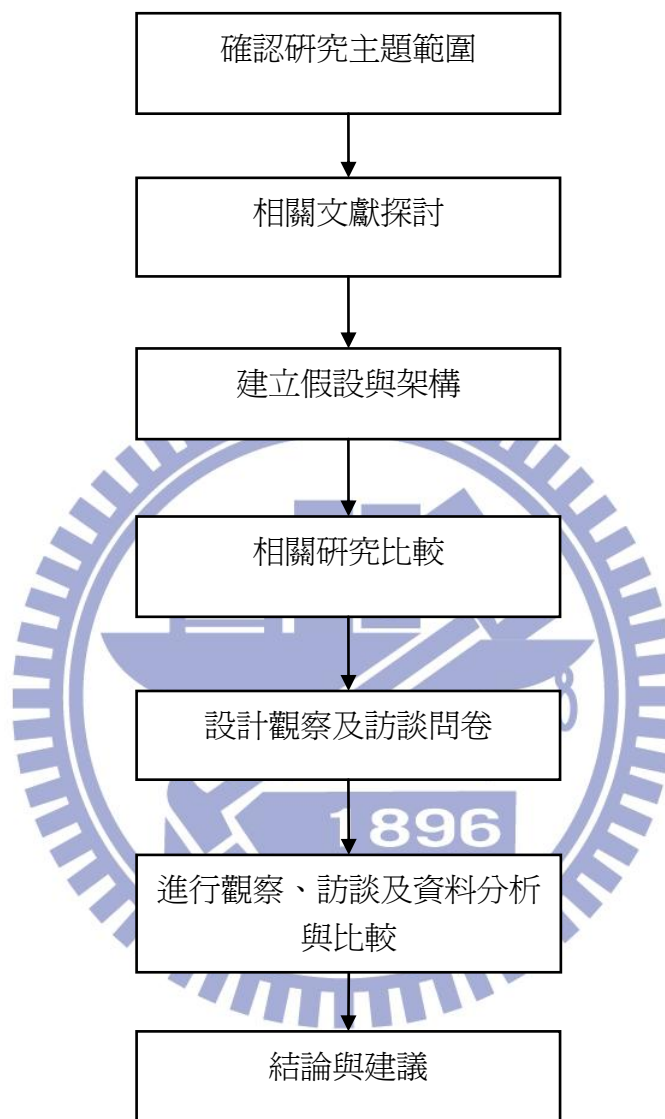 確認研究主題範圍
相關文獻探討
建立假設與架構
相關研究比較
設計觀察及訪談問卷
1896
進行觀察、訪談及資料分析
與比較
結論與建議